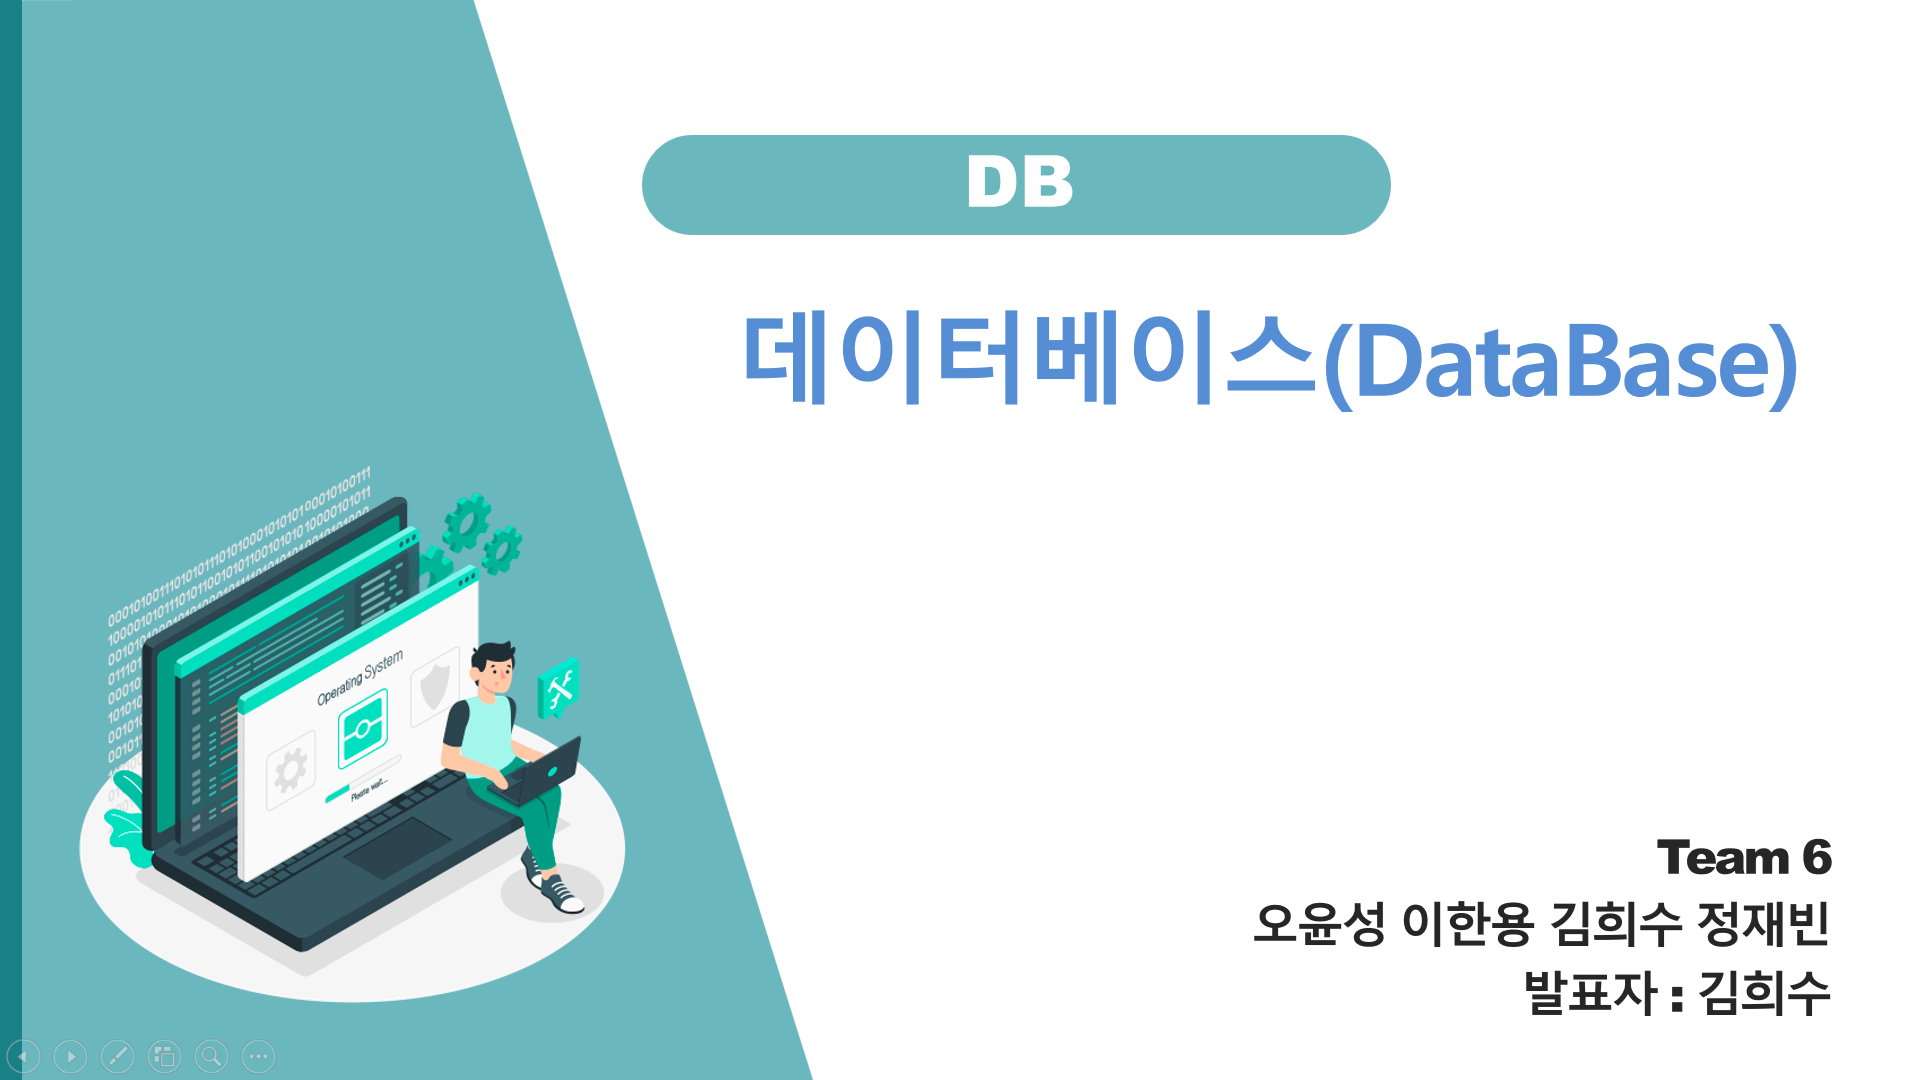 DB
데이터베이스(DataBase)
Operating System
Please wait...
Team 6
오윤성 이한용 김희수 정재빈
발표자 : 김희수